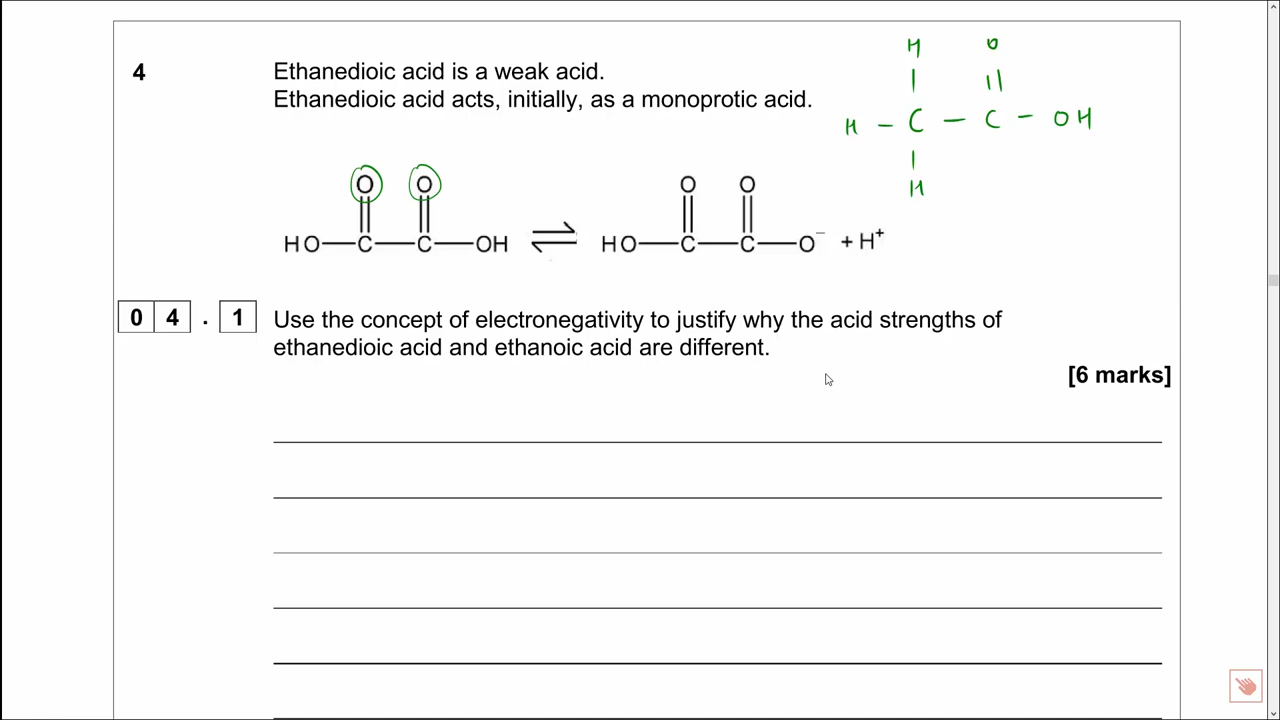 4
Ethanedioic acid is a weak acid.
Ethanedioic acid acts, initially, as a monoprotic acid.
H O
H – C – C – OH
H
O O O O
HO—C—C—OH ⇌ HO—C—C—O⁻ + H⁺
0 4 . 1 Use the concept of electronegativity to justify why the acid strengths of
ethanedioic acid and ethanoic acid are different.
[6 marks]